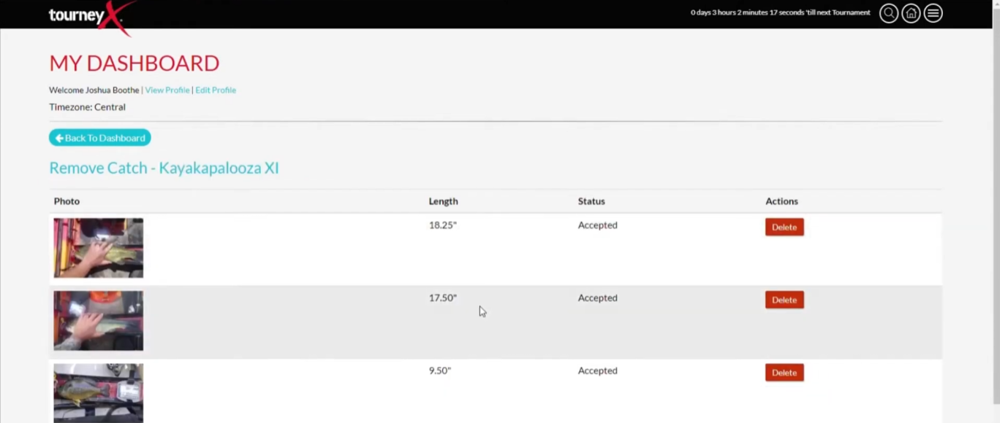 tourneyX
0 days 3 hours 2 minutes 17 seconds 'till next Tournament
MY DASHBOARD
Welcome Joshua Boothe | View Profile | Edit Profile
Timezone: Central
Back To Dashboard
Remove Catch - Kayakapalooza XI
Photo Length Status Actions
18.25" Accepted Delete
17.50" Accepted Delete
9.50" Accepted Delete